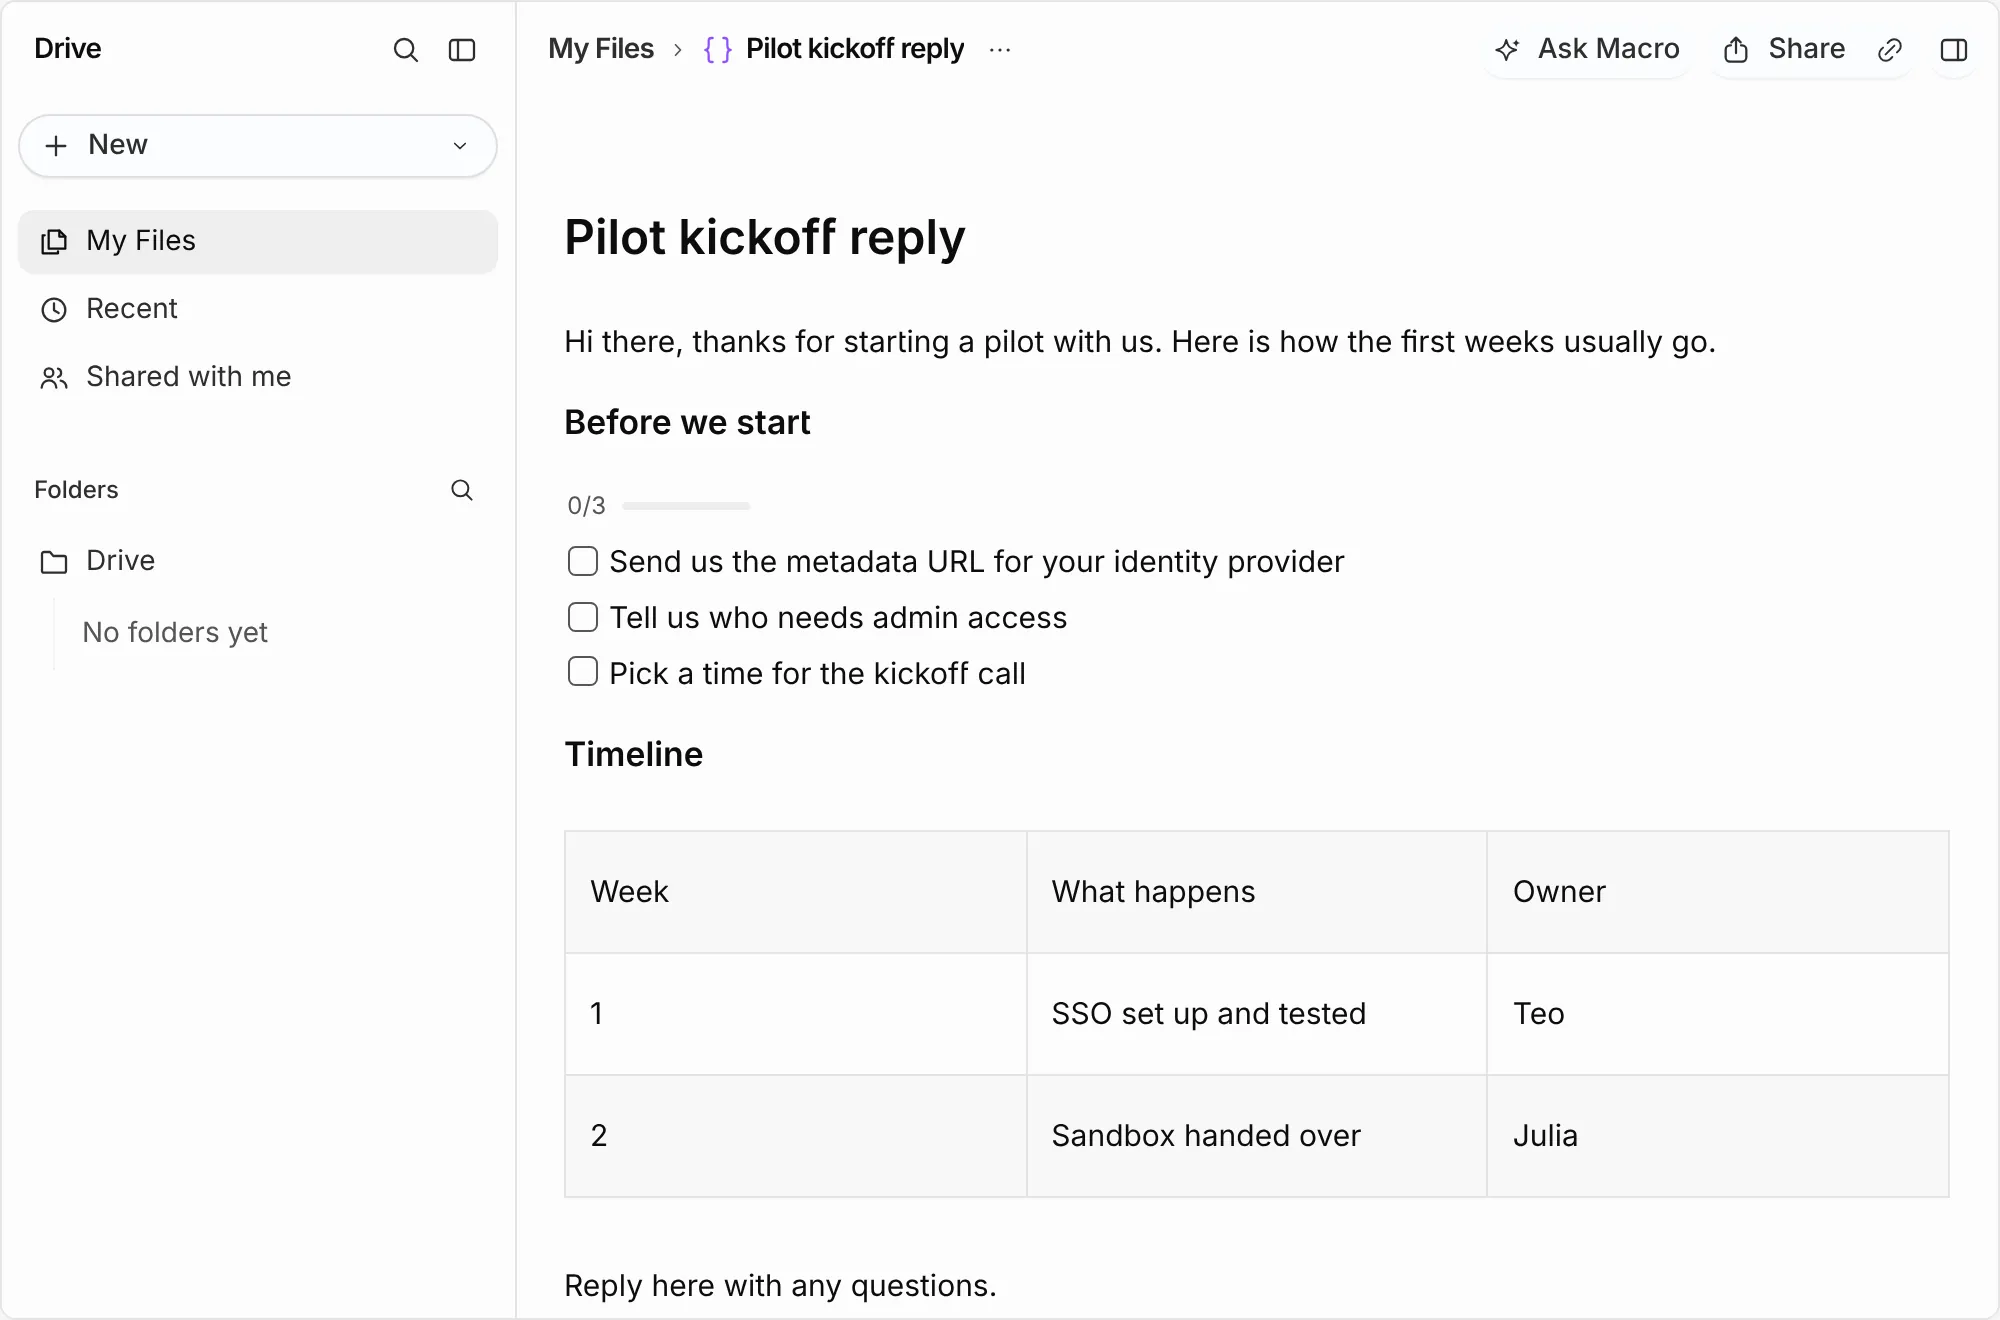 Drive
New
My Files
Recent
Shared with me
Folders
Drive
No folders yet
My Files › {} Pilot kickoff reply ···
Ask Macro
Share
Pilot kickoff reply
Hi there, thanks for starting a pilot with us. Here is how the first weeks usually go.
Before we start
0/3
Send us the metadata URL for your identity provider
Tell us who needs admin access
Pick a time for the kickoff call
Timeline
Week What happens Owner
1 SSO set up and tested Teo
2 Sandbox handed over Julia
Reply here with any questions.